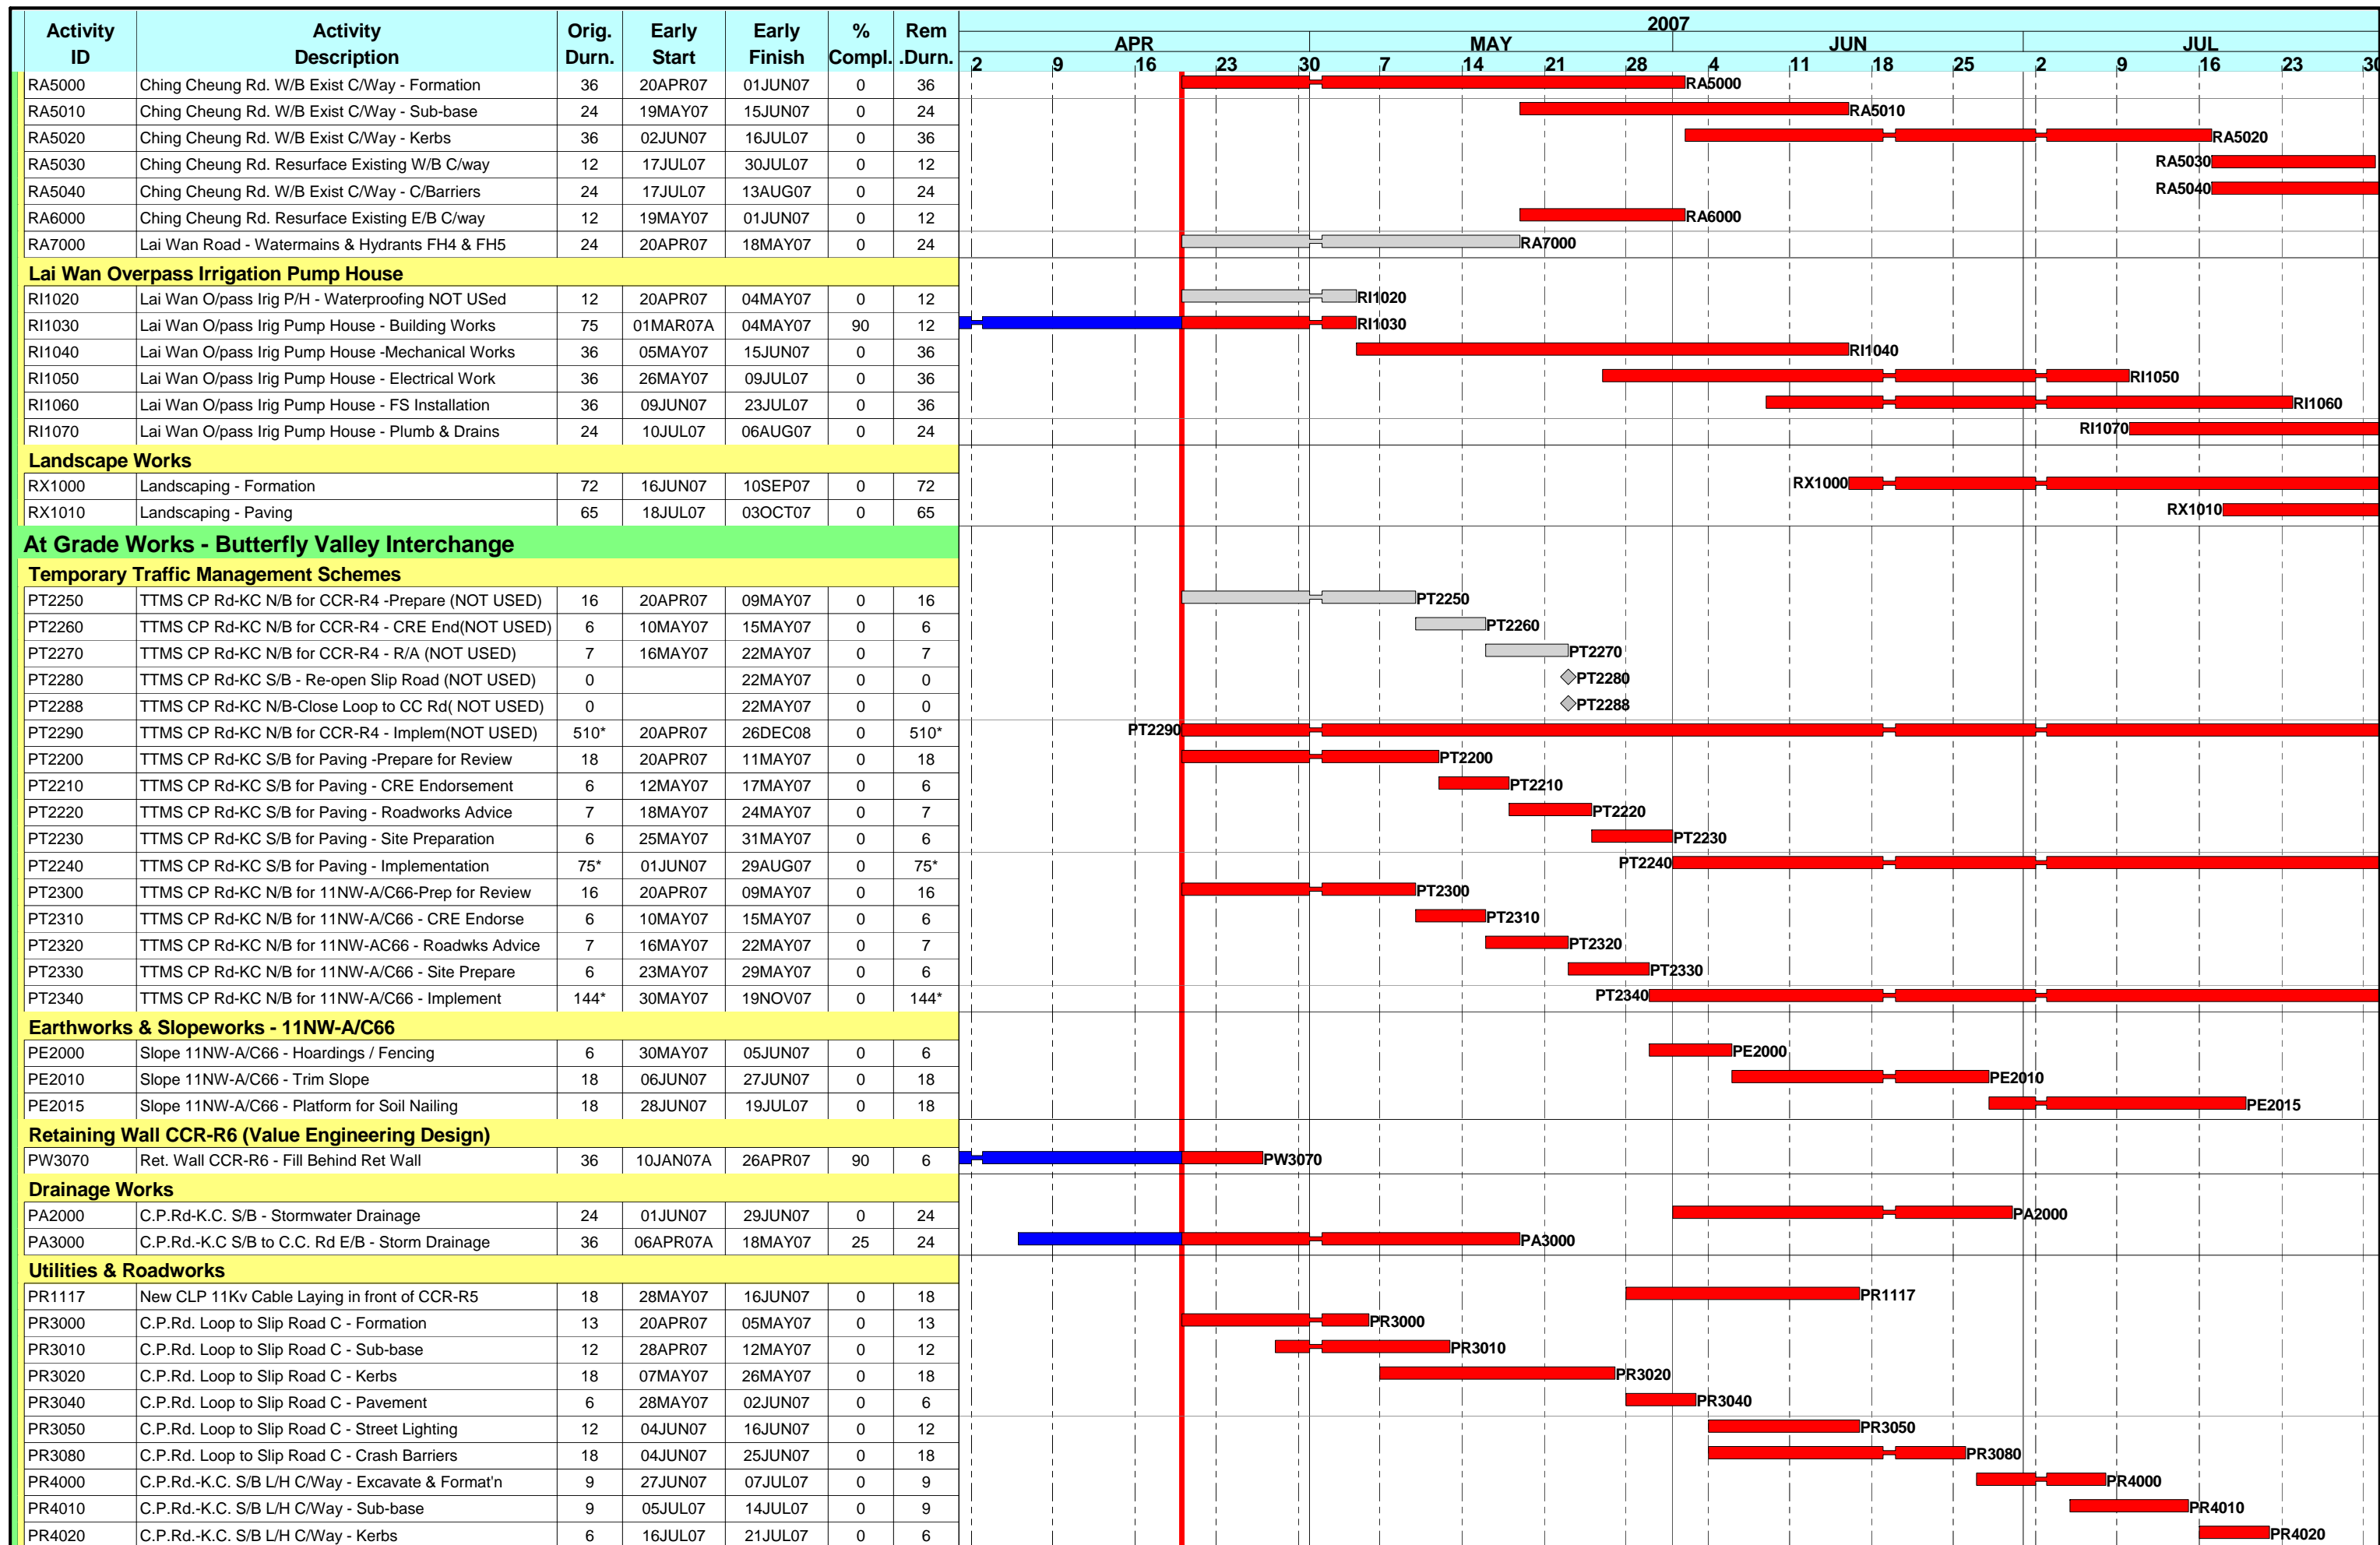 Activity ID Activity Description Orig. Durn. Early Start Early Finish % Compl. Rem .Durn. 2007
APR MAY JUN JUL
2 9 16 23 30 7 14 21 28 4 11 18 25 2 9 16 23 30
RA5000 Ching Cheung Rd. W/B Exist C/Way - Formation 36 20APR07 01JUN07 0 36 RA5000
RA5010 Ching Cheung Rd. W/B Exist C/Way - Sub-base 24 19MAY07 15JUN07 0 24 RA5010
RA5020 Ching Cheung Rd. W/B Exist C/Way - Kerbs 36 02JUN07 16JUL07 0 36 RA5020
RA5030 Ching Cheung Rd. Resurface Existing W/B C/way 12 17JUL07 30JUL07 0 12 RA5030
RA5040 Ching Cheung Rd. W/B Exist C/Way - C/Barriers 24 17JUL07 13AUG07 0 24 RA5040
RA6000 Ching Cheung Rd. Resurface Existing E/B C/way 12 19MAY07 01JUN07 0 12 RA6000
RA7000 Lai Wan Road - Watermains & Hydrants FH4 & FH5 24 20APR07 18MAY07 0 24 RA7000
Lai Wan Overpass Irrigation Pump House
RI1020 Lai Wan O/pass Irig P/H - Waterproofing NOT USed 12 20APR07 04MAY07 0 12 RI1020
RI1030 Lai Wan O/pass Irig Pump House - Building Works 75 01MAR07A 04MAY07 90 12 RI1030
RI1040 Lai Wan O/pass Irig Pump House -Mechanical Works 36 05MAY07 15JUN07 0 36 RI1040
RI1050 Lai Wan O/pass Irig Pump House - Electrical Work 36 26MAY07 09JUL07 0 36 RI1050
RI1060 Lai Wan O/pass Irig Pump House - FS Installation 36 09JUN07 23JUL07 0 36 RI1060
RI1070 Lai Wan O/pass Irig Pump House - Plumb & Drains 24 10JUL07 06AUG07 0 24 RI1070
Landscape Works
RX1000 Landscaping - Formation 72 16JUN07 10SEP07 0 72 RX1000
RX1010 Landscaping - Paving 65 18JUL07 03OCT07 0 65 RX1010
At Grade Works - Butterfly Valley Interchange
Temporary Traffic Management Schemes
PT2250 TTMS CP Rd-KC N/B for CCR-R4 -Prepare (NOT USED) 16 20APR07 09MAY07 0 16 PT2250
PT2260 TTMS CP Rd-KC N/B for CCR-R4 - CRE End(NOT USED) 6 10MAY07 15MAY07 0 6 PT2260
PT2270 TTMS CP Rd-KC N/B for CCR-R4 - R/A (NOT USED) 7 16MAY07 22MAY07 0 7 PT2270
PT2280 TTMS CP Rd-KC S/B - Re-open Slip Road (NOT USED) 0 22MAY07 0 0 PT2280
PT2288 TTMS CP Rd-KC N/B-Close Loop to CC Rd( NOT USED) 0 22MAY07 0 0 PT2288
PT2290 TTMS CP Rd-KC N/B for CCR-R4 - Implem(NOT USED) 510* 20APR07 26DEC08 0 510* PT2290
PT2200 TTMS CP Rd-KC S/B for Paving -Prepare for Review 18 20APR07 11MAY07 0 18 PT2200
PT2210 TTMS CP Rd-KC S/B for Paving - CRE Endorsement 6 12MAY07 17MAY07 0 6 PT2210
PT2220 TTMS CP Rd-KC S/B for Paving - Roadworks Advice 7 18MAY07 24MAY07 0 7 PT2220
PT2230 TTMS CP Rd-KC S/B for Paving - Site Preparation 6 25MAY07 31MAY07 0 6 PT2230
PT2240 TTMS CP Rd-KC S/B for Paving - Implementation 75* 01JUN07 29AUG07 0 75* PT2240
PT2300 TTMS CP Rd-KC N/B for 11NW-A/C66-Prep for Review 16 20APR07 09MAY07 0 16 PT2300
PT2310 TTMS CP Rd-KC N/B for 11NW-A/C66 - CRE Endorse 6 10MAY07 15MAY07 0 6 PT2310
PT2320 TTMS CP Rd-KC N/B for 11NW-AC66 - Roadwks Advice 7 16MAY07 22MAY07 0 7 PT2320
PT2330 TTMS CP Rd-KC N/B for 11NW-A/C66 - Site Prepare 6 23MAY07 29MAY07 0 6 PT2330
PT2340 TTMS CP Rd-KC N/B for 11NW-A/C66 - Implement 144* 30MAY07 19NOV07 0 144* PT2340
Earthworks & Slopeworks - 11NW-A/C66
PE2000 Slope 11NW-A/C66 - Hoardings / Fencing 6 30MAY07 05JUN07 0 6 PE2000
PE2010 Slope 11NW-A/C66 - Trim Slope 18 06JUN07 27JUN07 0 18 PE2010
PE2015 Slope 11NW-A/C66 - Platform for Soil Nailing 18 28JUN07 19JUL07 0 18 PE2015
Retaining Wall CCR-R6 (Value Engineering Design)
PW3070 Ret. Wall CCR-R6 - Fill Behind Ret Wall 36 10JAN07A 26APR07 90 6 PW3070
Drainage Works
PA2000 C.P.Rd-K.C. S/B - Stormwater Drainage 24 01JUN07 29JUN07 0 24 PA2000
PA3000 C.P.Rd.-K.C S/B to C.C. Rd E/B - Storm Drainage 36 06APR07A 18MAY07 25 24 PA3000
Utilities & Roadworks
PR1117 New CLP 11Kv Cable Laying in front of CCR-R5 18 28MAY07 16JUN07 0 18 PR1117
PR3000 C.P.Rd. Loop to Slip Road C - Formation 13 20APR07 05MAY07 0 13 PR3000
PR3010 C.P.Rd. Loop to Slip Road C - Sub-base 12 28APR07 12MAY07 0 12 PR3010
PR3020 C.P.Rd. Loop to Slip Road C - Kerbs 18 07MAY07 26MAY07 0 18 PR3020
PR3040 C.P.Rd. Loop to Slip Road C - Pavement 6 28MAY07 02JUN07 0 6 PR3040
PR3050 C.P.Rd. Loop to Slip Road C - Street Lighting 12 04JUN07 16JUN07 0 12 PR3050
PR3080 C.P.Rd. Loop to Slip Road C - Crash Barriers 18 04JUN07 25JUN07 0 18 PR3080
PR4000 C.P.Rd.-K.C. S/B L/H C/Way - Excavate & Format'n 9 27JUN07 07JUL07 0 9 PR4000
PR4010 C.P.Rd.-K.C. S/B L/H C/Way - Sub-base 9 05JUL07 14JUL07 0 9 PR4010
PR4020 C.P.Rd.-K.C. S/B L/H C/Way - Kerbs 6 16JUL07 21JUL07 0 6 PR4020